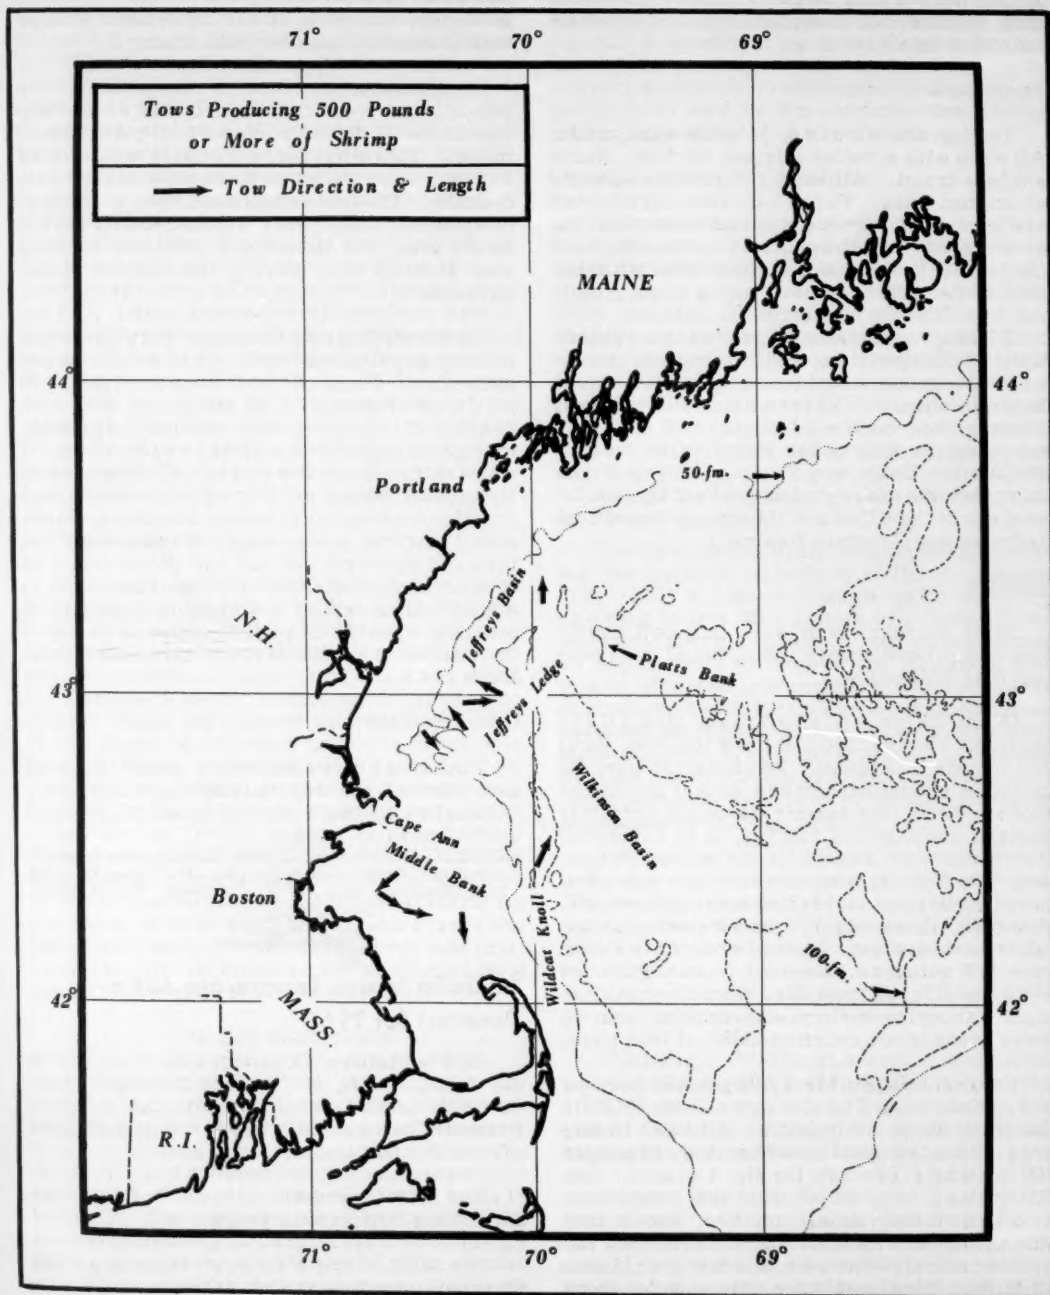 71°
70°
69°
Tows Producing 500 Pounds
or More of Shrimp
Tow Direction & Length
MAINE
44°
44°
50-fm.
Portland
Jeffreys Basin
N.H.
Platts Bank
43°
43°
Jeffreys Ledge
Wilkinson Basin
Cape Ann
Middle Bank
Boston
Wildcat Knoll
100-fm.
42°
42°
MASS.
R.I.
71°
70°
69°